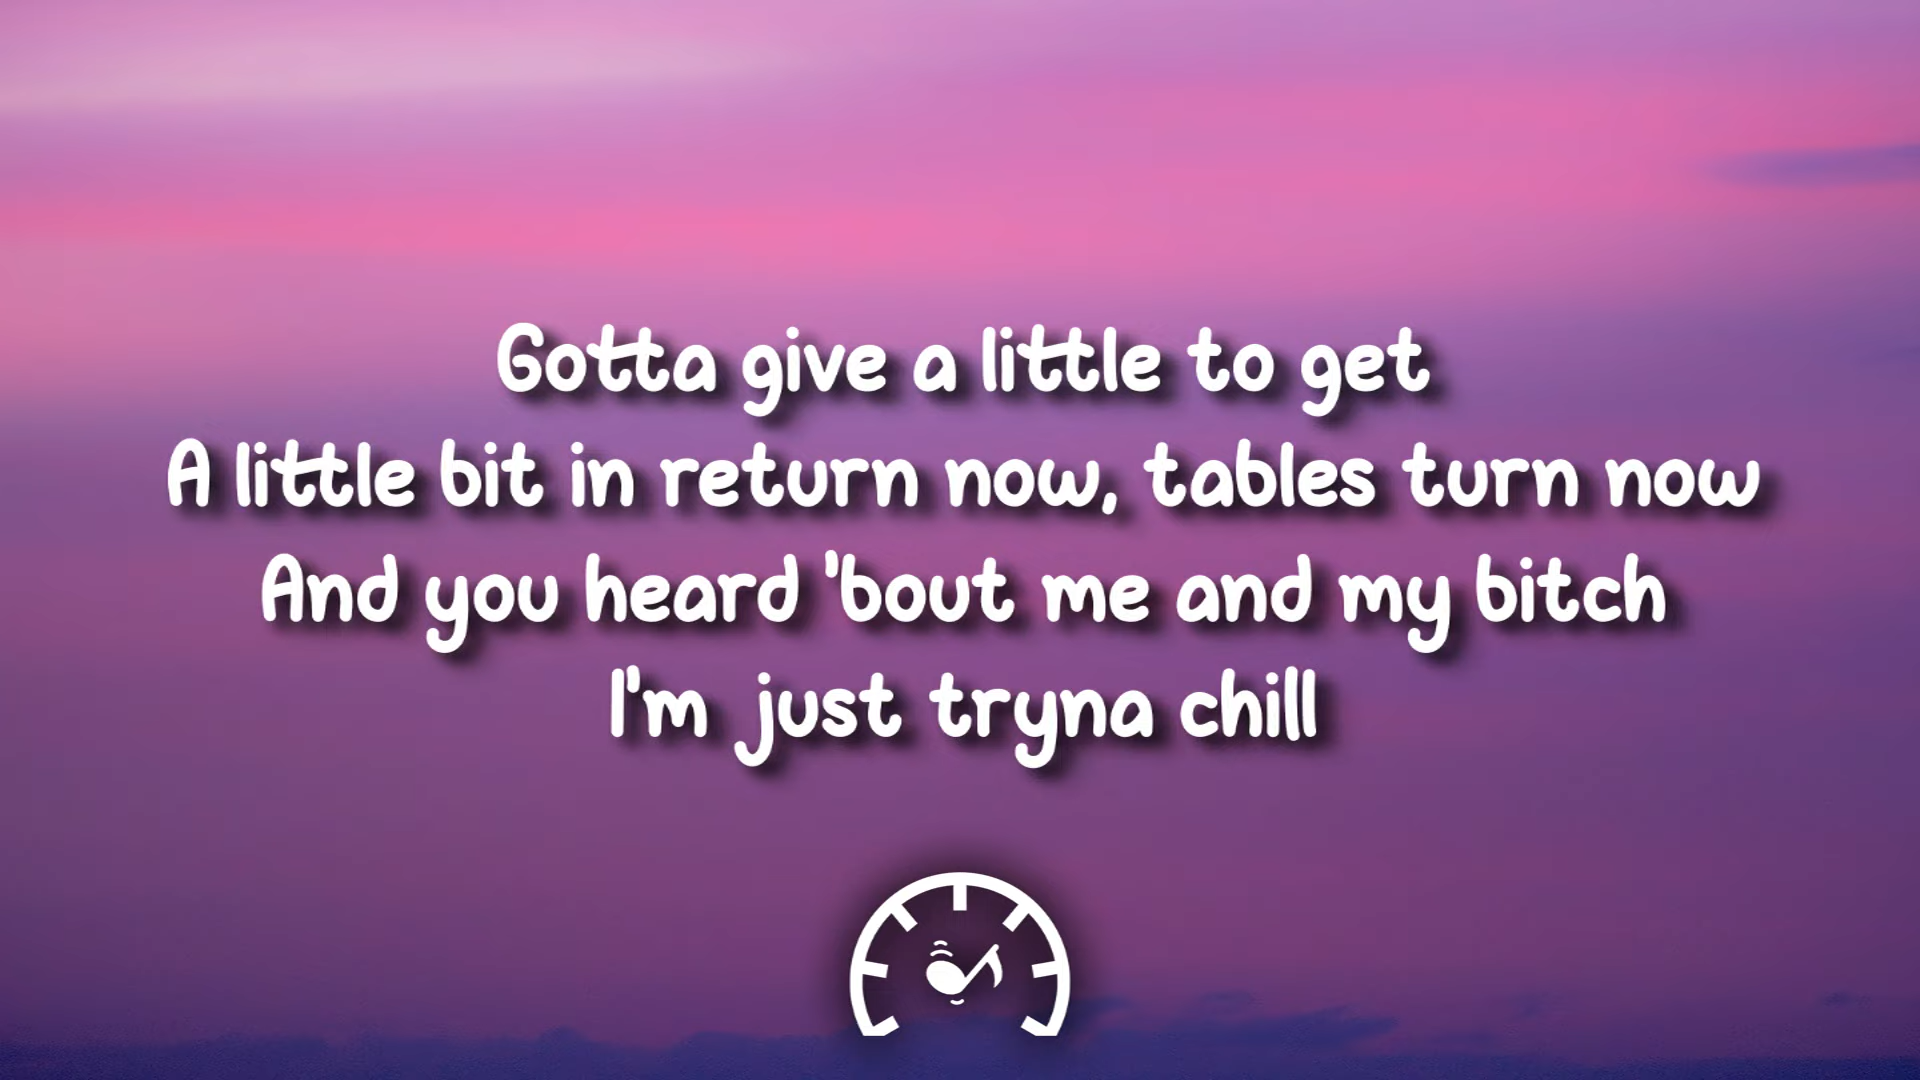 Gotta give a little to get
A little bit in return now, tables turn now
And you heard 'bout me and my bitch
I'm just tryna chill